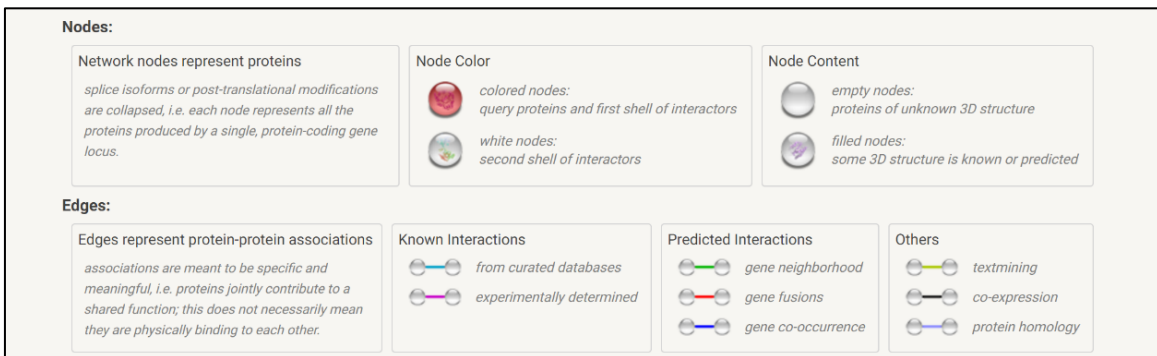 Nodes:
Network nodes represent proteins
splice isoforms or post-translational modifications
are collapsed, i.e. each node represents all the
proteins produced by a single, protein-coding gene
locus.
Node Color
colored nodes:
query proteins and first shell of interactors
white nodes:
second shell of interactors
Node Content
empty nodes:
proteins of unknown 3D structure
filled nodes:
some 3D structure is known or predicted
Edges:
Edges represent protein-protein associations
associations are meant to be specific and
meaningful, i.e. proteins jointly contribute to a
shared function; this does not necessarily mean
they are physically binding to each other.
Known Interactions
from curated databases
experimentally determined
Predicted Interactions
gene neighborhood
gene fusions
gene co-occurrence
Others
textmining
co-expression
protein homology